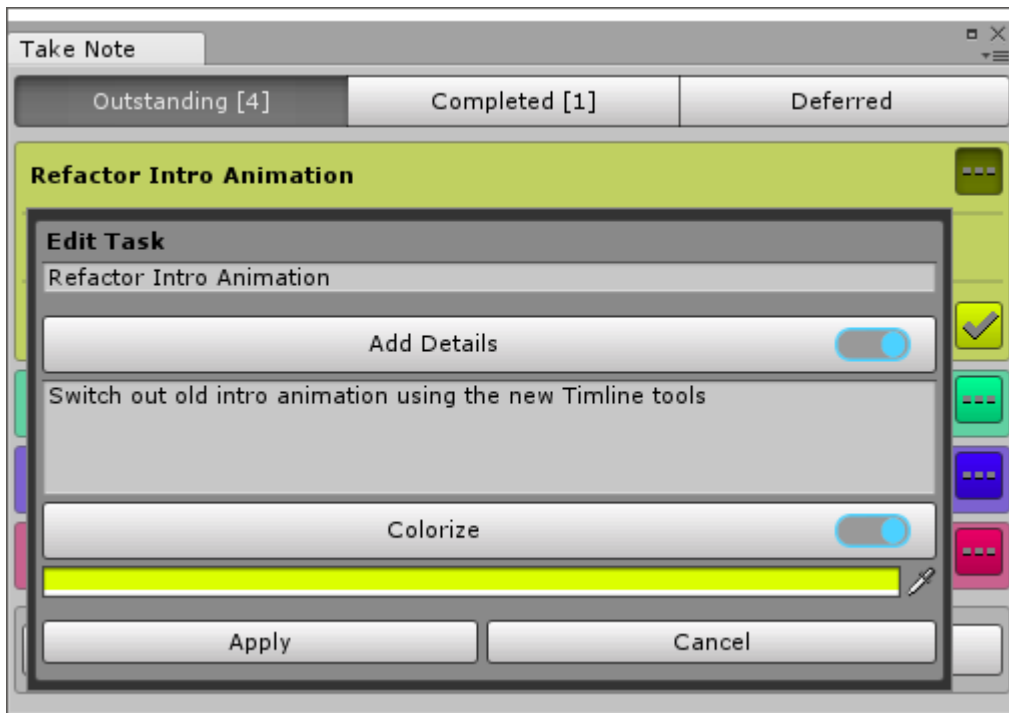 Take Note
Outstanding [4]
Completed [1]
Deferred
Refactor Intro Animation
Edit Task
Refactor Intro Animation
Add Details
Switch out old intro animation using the new Timline tools
Colorize
Apply
Cancel